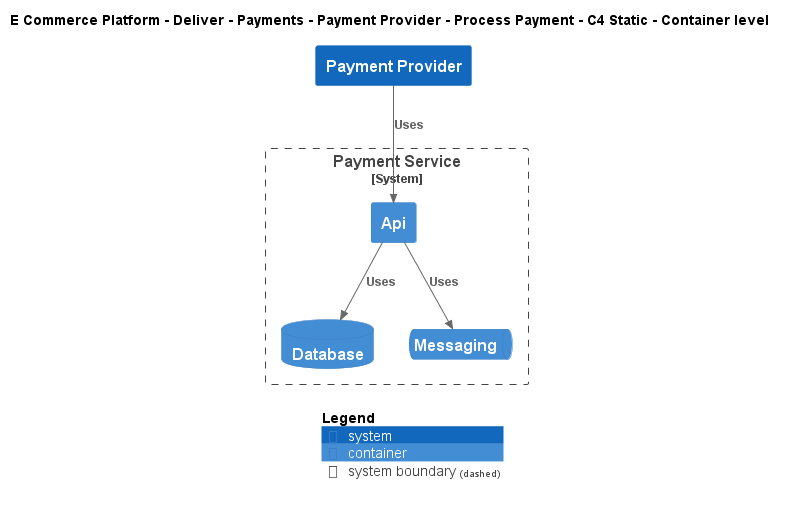 E Commerce Platform - Deliver - Payments - Payment Provider - Process Payment - C4 Static - Container level
Payment Provider
Uses
Payment Service
[System]
Api
Uses
Uses
Database
Messaging
Legend
system
container
system boundary (dashed)